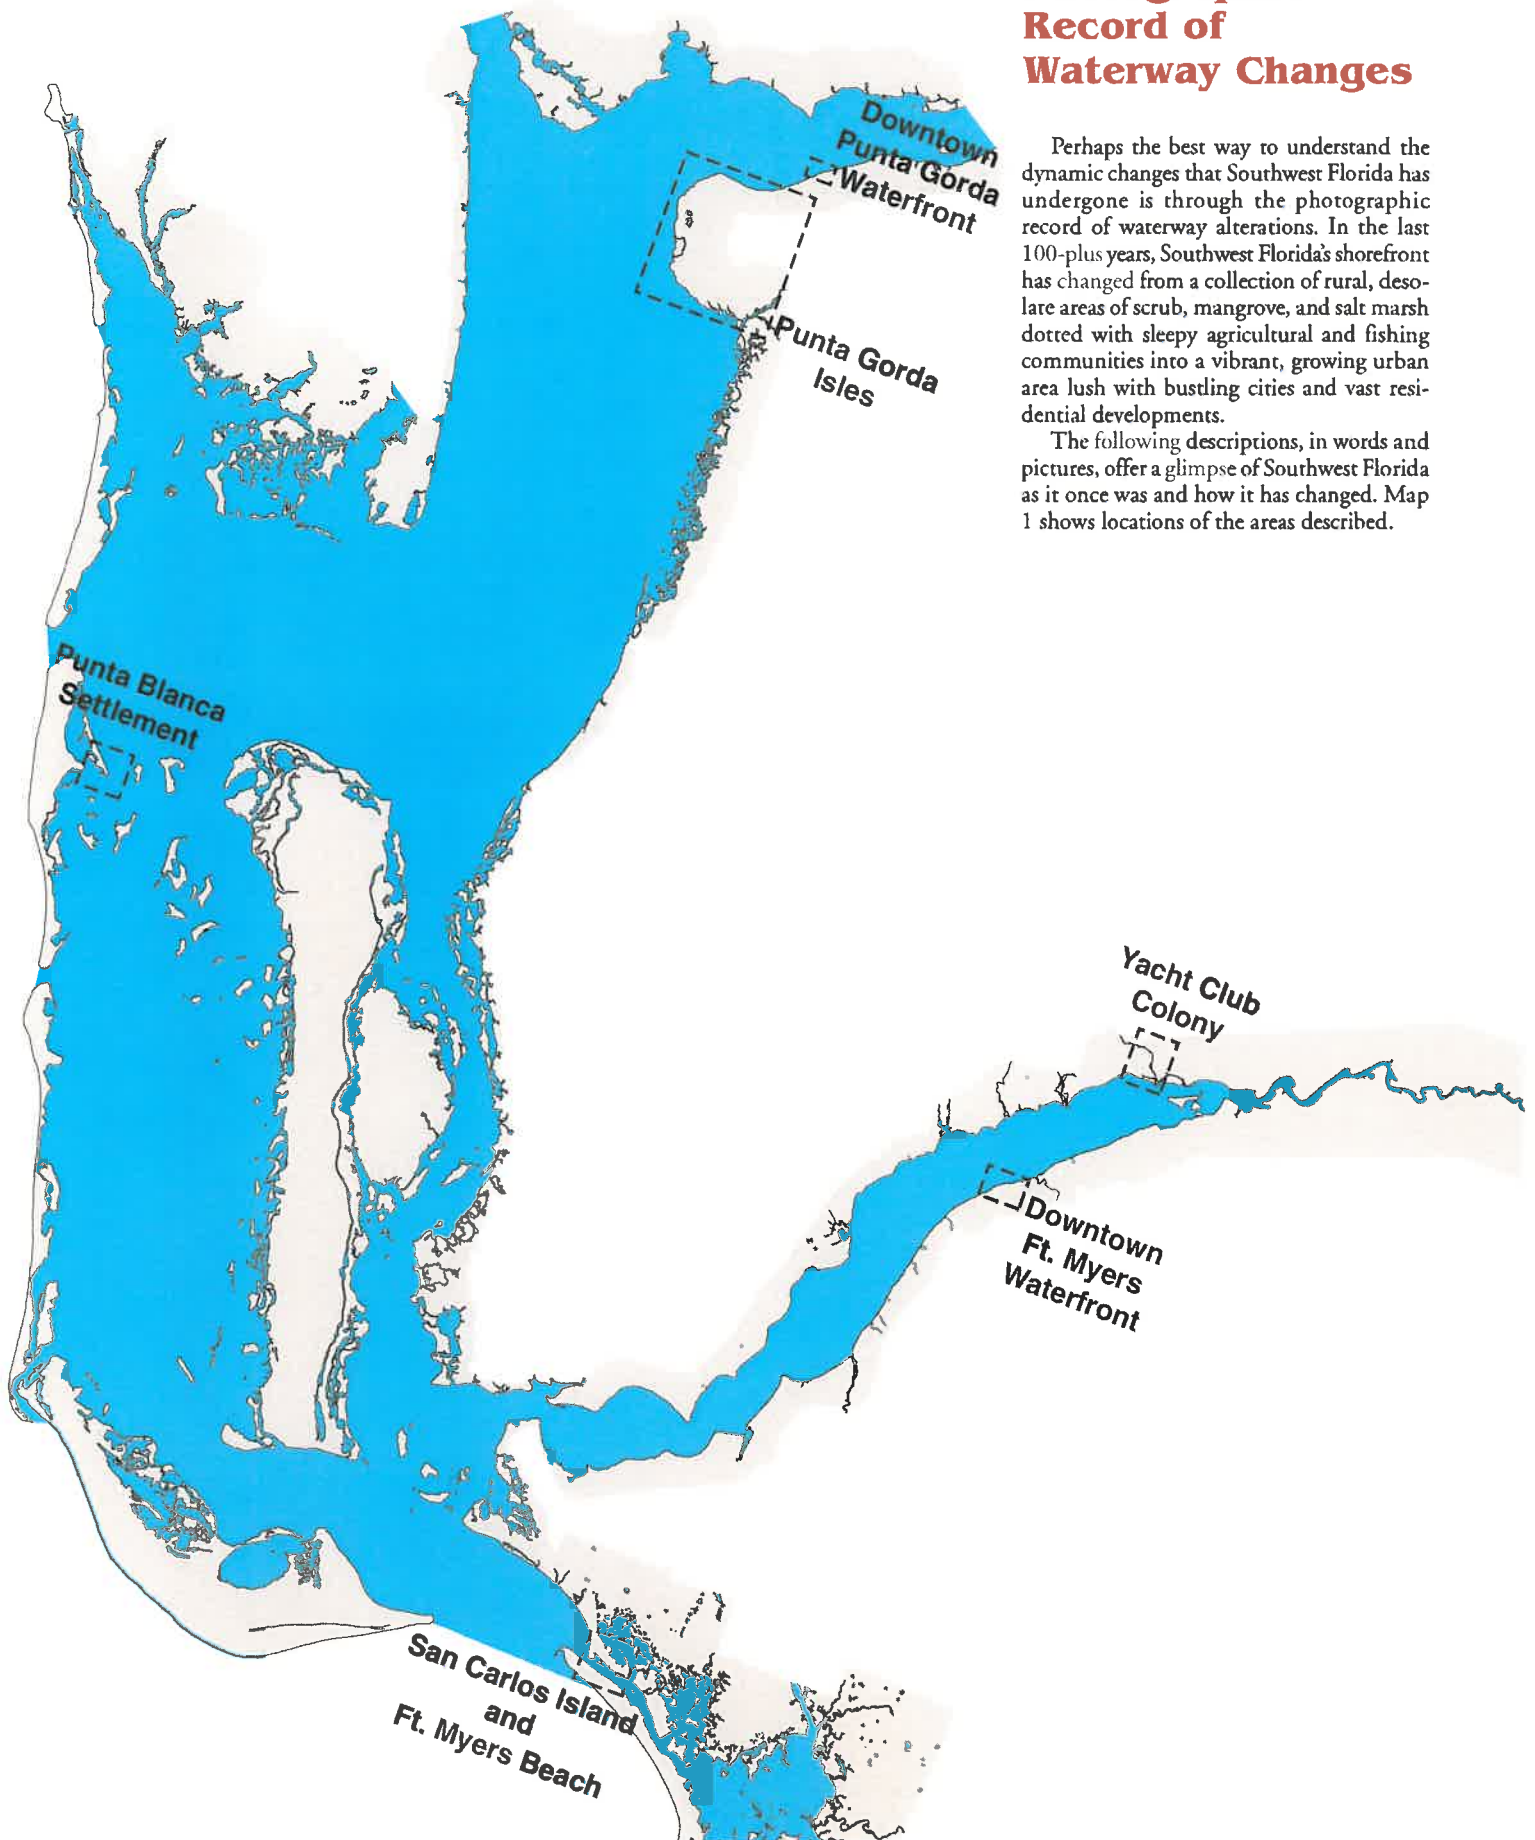 Record of
Waterway Changes
Perhaps the best way to understand the
dynamic changes that Southwest Florida has
undergone is through the photographic
record of waterway alterations. In the last
100-plus years, Southwest Florida's shorefront
has changed from a collection of rural, deso-
late areas of scrub, mangrove, and salt marsh
dotted with sleepy agricultural and fishing
communities into a vibrant, growing urban
area lush with bustling cities and vast resi-
dential developments.
The following descriptions, in words and
pictures, offer a glimpse of Southwest Florida
as it once was and how it has changed. Map
1 shows locations of the areas described.
Downtown
Punta Gorda
Waterfront
Punta Gorda
Isles
Punta Blanca
Settlement
Yacht Club
Colony
Downtown
Ft. Myers
Waterfront
San Carlos Island
and
Ft. Myers Beach